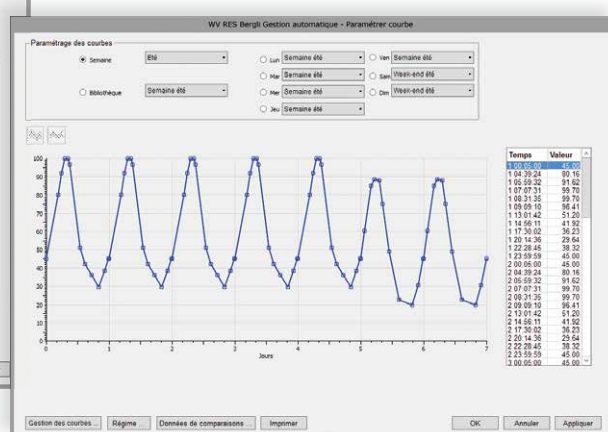 WV RES Bergli Gestion automatique - Paramétrer courbe
Paramétrage des courbes
Semaine Eté
Bibliothèque Semaine été
Lun Semaine été
Mar Semaine été
Mer Semaine été
Jeu Semaine été
Ven Semaine été
Sam Week-end été
Dim Week-end été
100
90
80
70
60
50
40
30
20
10
0
0 1 2 3 4 5 6 7
Jours
Temps Valeur
1 00:05:00 45.00
1 04:39:24 80.16
1 05:59:32 91.62
1 07:07:31 99.70
1 08:31:35 99.70
1 09:09:10 96.41
1 13:01:42 51.20
1 14:56:11 41.92
1 17:30:02 36.23
1 20:14:36 29.64
1 22:28:45 38.32
1 23:59:59 45.00
2 00:05:00 45.00
2 04:39:24 80.16
2 05:59:32 91.62
2 07:07:31 99.70
2 08:31:35 99.70
2 09:09:10 96.41
2 13:01:42 51.20
2 14:56:11 41.92
2 17:30:02 36.23
2 20:14:36 29.64
2 22:28:45 38.32
2 23:59:59 45.00
3 00:05:00 45.00
Gestion des courbes ...
Régime ...
Données de comparaisons ...
Imprimer
OK
Annuler
Appliquer